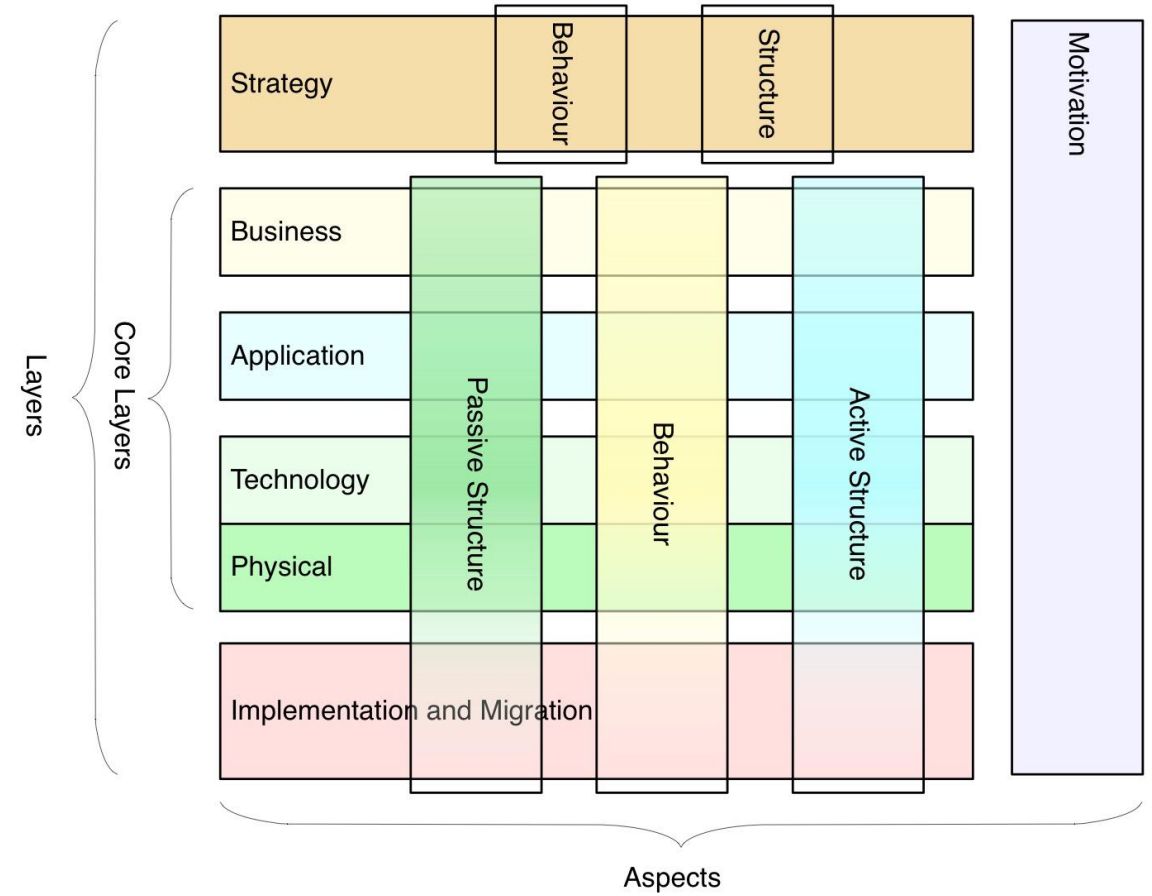 Behaviour
Structure
Motivation
Strategy
Business
Application
Technology
Physical
Implementation and Migration
Passive Structure
Behaviour
Active Structure
Core Layers
Layers
Aspects